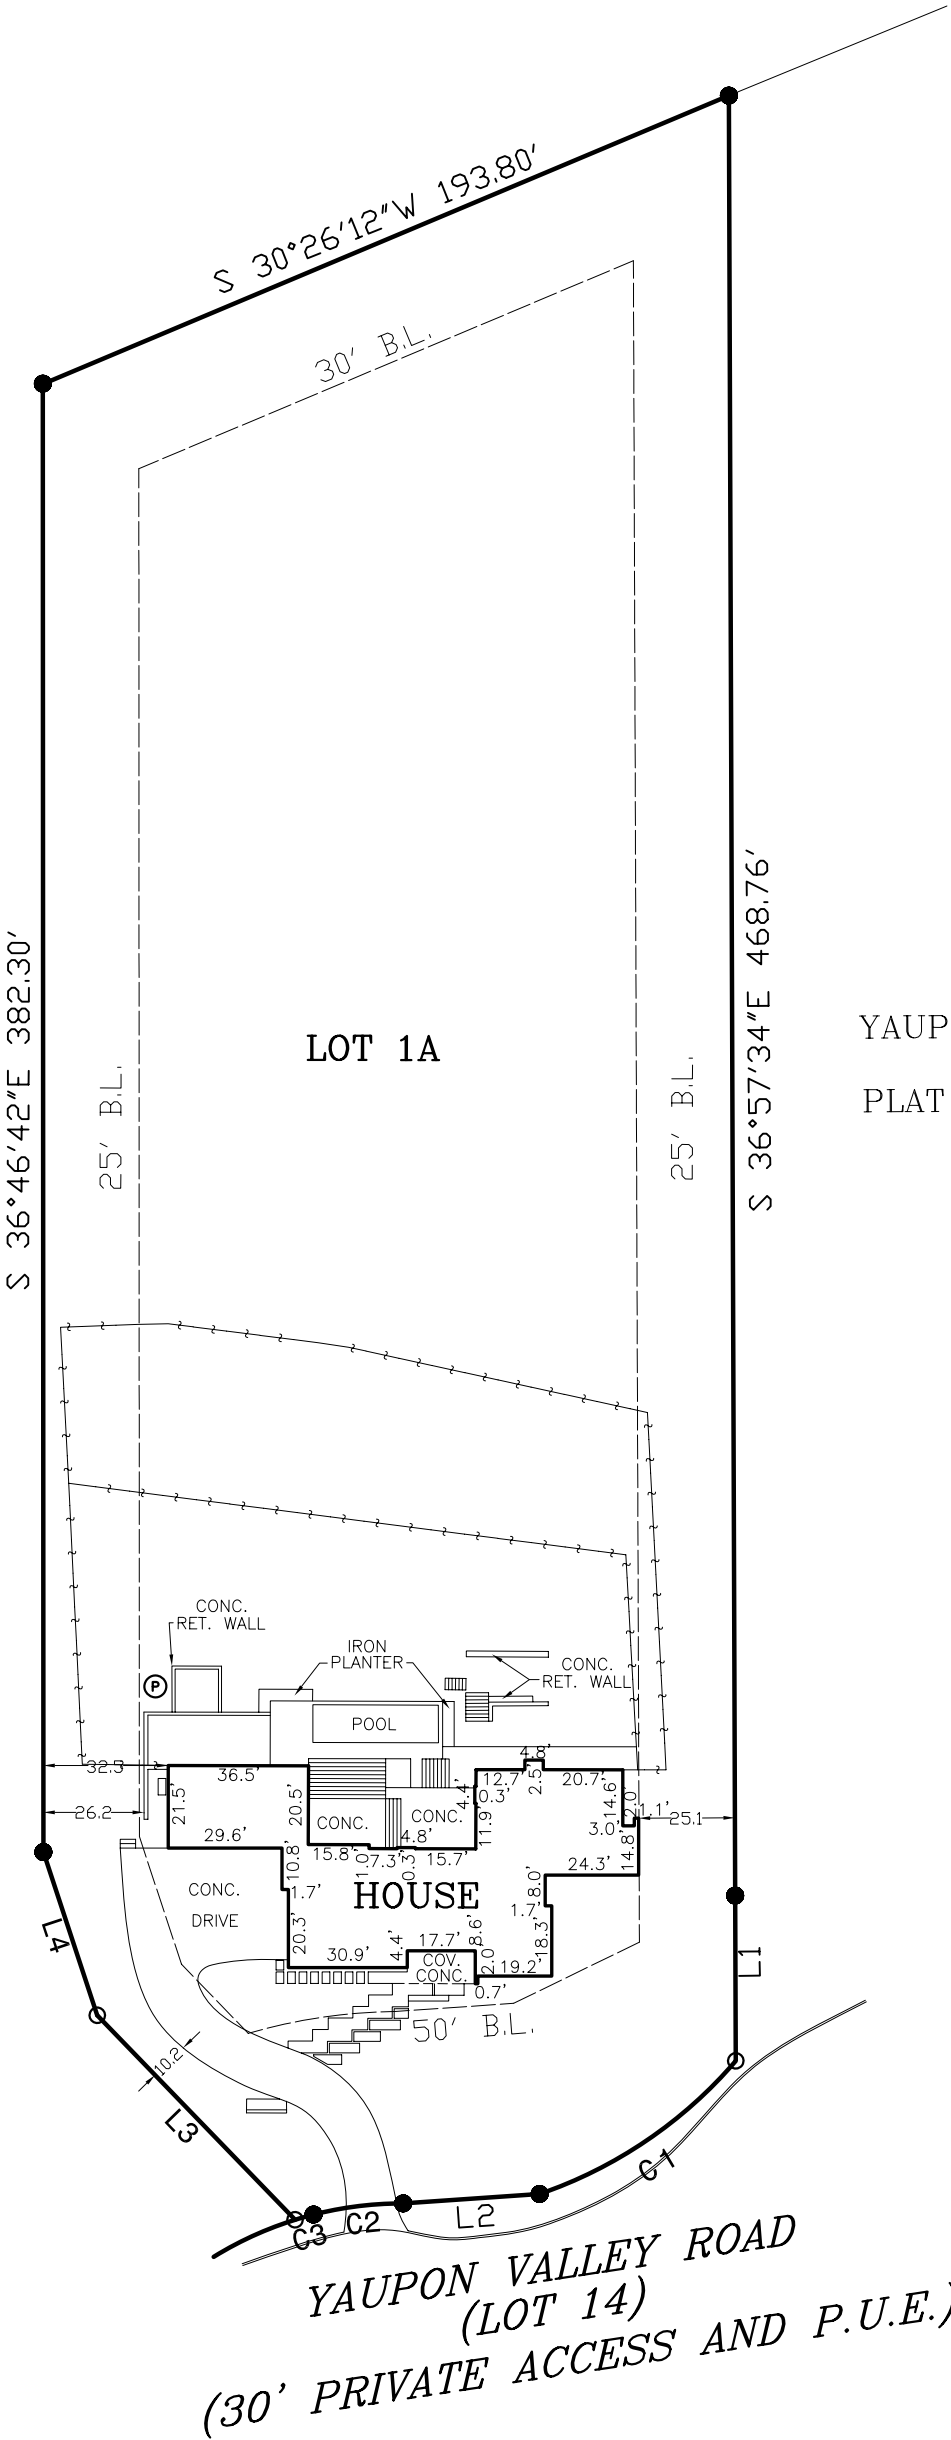 S 30°26'12"W 193.80'
30' B.L.
S 36°46'42"E 382.30'
S 36°57'34"E 468.76'
YAUP
PLAT
LOT 1A
25' B.L.
25' B.L.
CONC.
RET. WALL
IRON
PLANTER
CONC.
RET. WALL
P
POOL
32.3
36.5'
12.7'
2.5'
20.7'
4.4'
0.3'
14.6'
2.0'
1.1'
25.1
26.2
21.5'
20.5'
CONC.
CONC.
11.9'
3.0'
14.8'
29.6'
10.8'
15.8'
1.0'
7.3'
4.8'
0.3'
15.7'
24.3'
8.0'
CONC.
DRIVE
1.7'
HOUSE
1.7'
20.3'
30.9'
4.4'
17.7'
8.6'
18.3'
COV.
CONC.
2.0'
19.2'
0.7'
50' B.L.
10.2
L4
L1
L3
C1
C3
C2
L2
YAUPON VALLEY ROAD
(LOT 14)
(30' PRIVATE ACCESS AND P.U.E.)